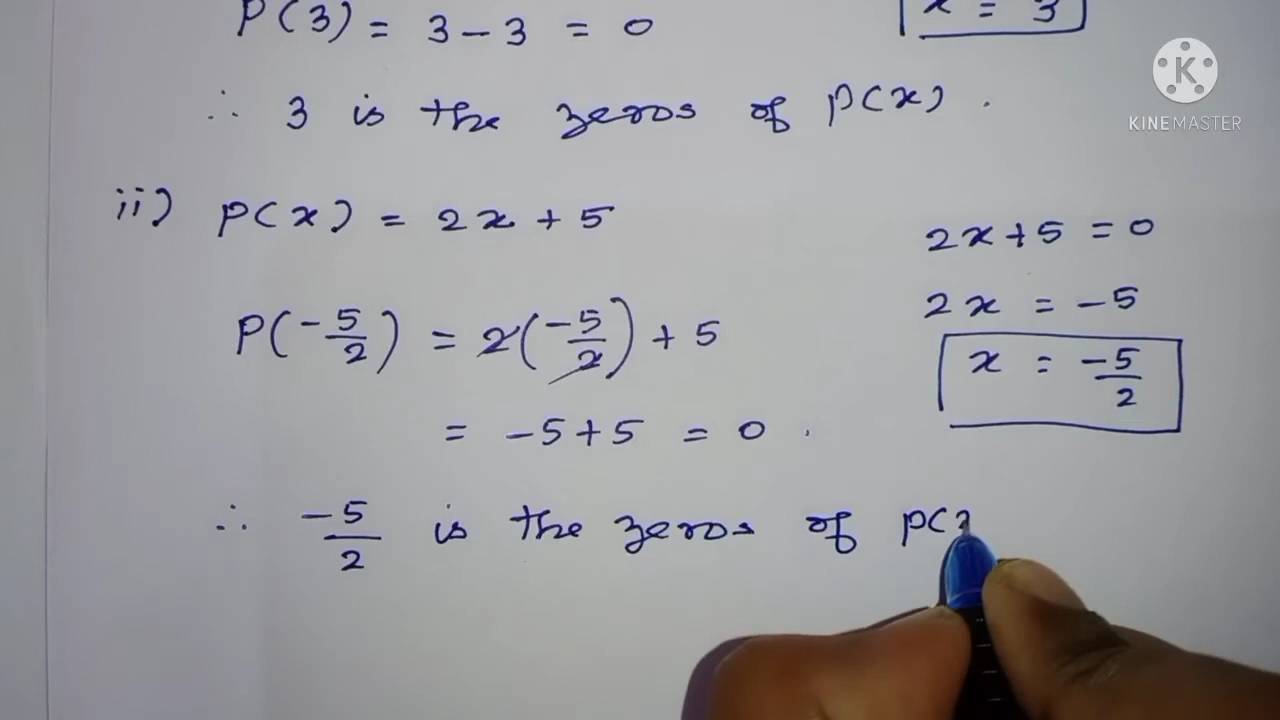 P(3) = 3 - 3 = 0
x = 3
K
KINEMASTER
∴ 3 is the zeros of P(x).
ii) P(x) = 2x + 5
2x + 5 = 0
2x = -5
P(-5/2) = 2(-5/2) + 5
x = -5/2
= -5 + 5 = 0.
∴ -5/2 is the zeros of P(